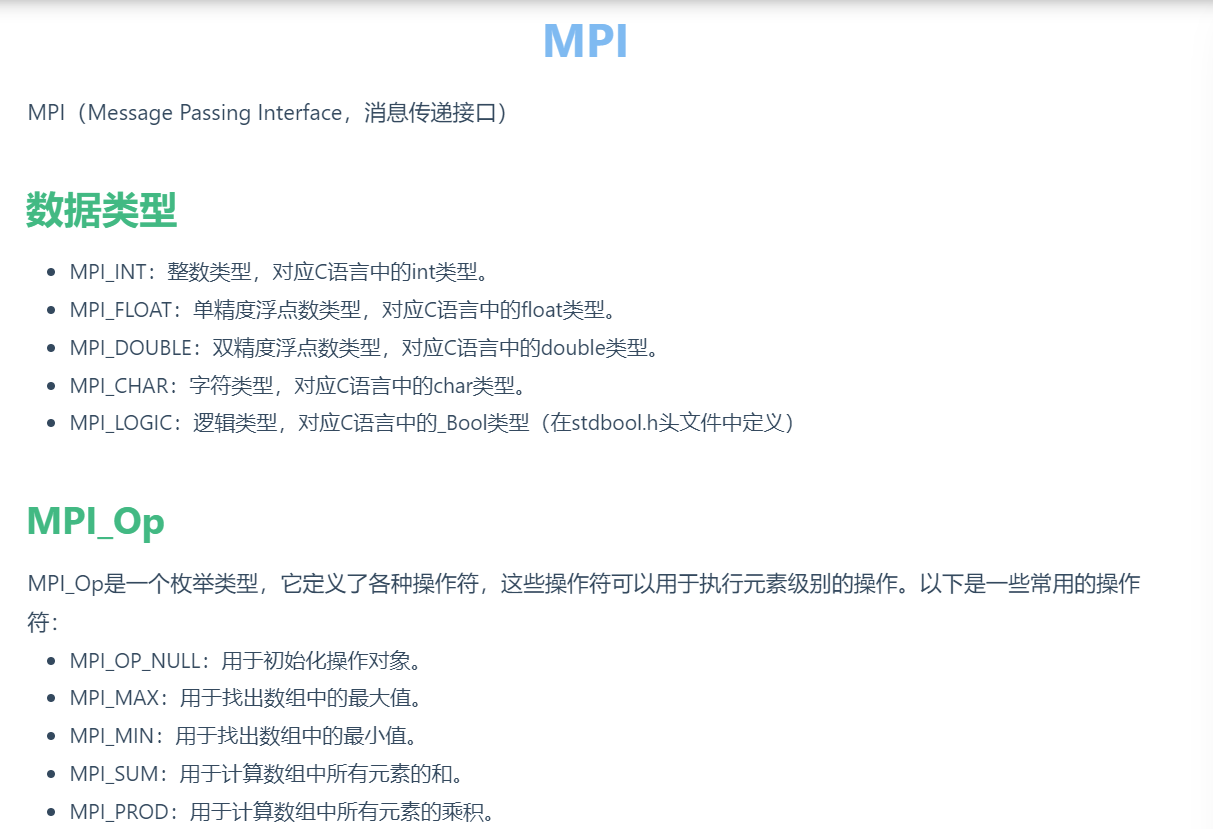 MPI
MPI（Message Passing Interface，消息传递接口）
数据类型
MPI_INT：整数类型，对应C语言中的int类型。
MPI_FLOAT：单精度浮点数类型，对应C语言中的float类型。
MPI_DOUBLE：双精度浮点数类型，对应C语言中的double类型。
MPI_CHAR：字符类型，对应C语言中的char类型。
MPI_LOGIC：逻辑类型，对应C语言中的_Bool类型（在stdbool.h头文件中定义）
MPI_Op
MPI_Op是一个枚举类型，它定义了各种操作符，这些操作符可以用于执行元素级别的操作。以下是一些常用的操作
符：
MPI_OP_NULL：用于初始化操作对象。
MPI_MAX：用于找出数组中的最大值。
MPI_MIN：用于找出数组中的最小值。
MPI_SUM：用于计算数组中所有元素的和。
MPI_PROD：用于计算数组中所有元素的乘积。